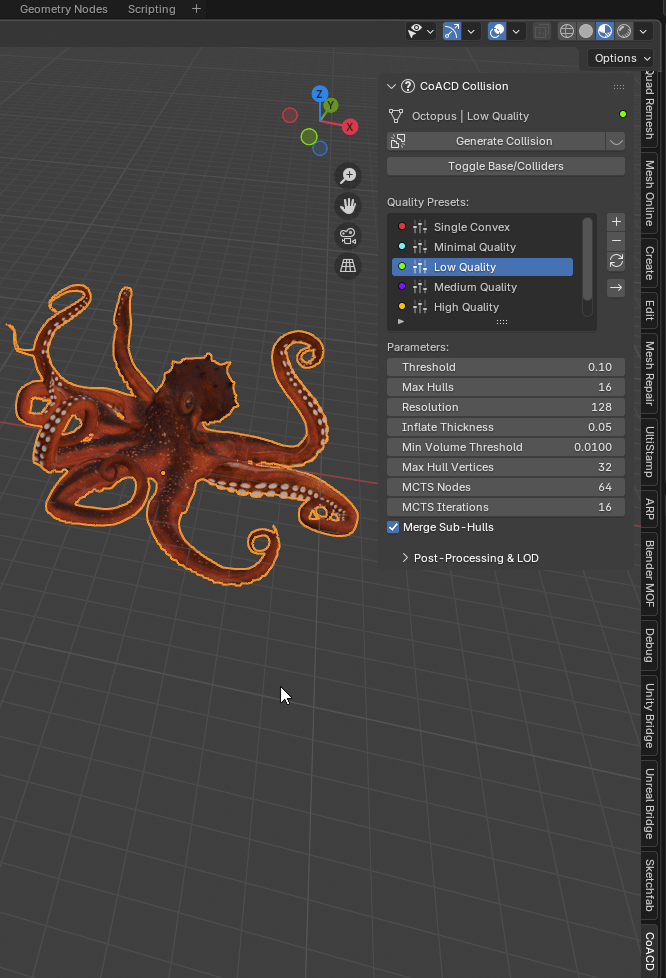 Geometry Nodes Scripting +
Options
CoACD Collision
Octopus | Low Quality
Generate Collision
Toggle Base/Colliders
Quality Presets:
Single Convex
Minimal Quality
Low Quality
Medium Quality
High Quality
Parameters:
Threshold 0.10
Max Hulls 16
Resolution 128
Inflate Thickness 0.05
Min Volume Threshold 0.0100
Max Hull Vertices 32
MCTS Nodes 64
MCTS Iterations 16
Merge Sub-Hulls
Post-Processing & LOD
Z
Y
X
Quad Remesh
Mesh Online
Create
Edit
Mesh Repair
UltiStamp
ARP
Blender MOF
Debug
Unity Bridge
Unreal Bridge
Sketchfab
CoACD